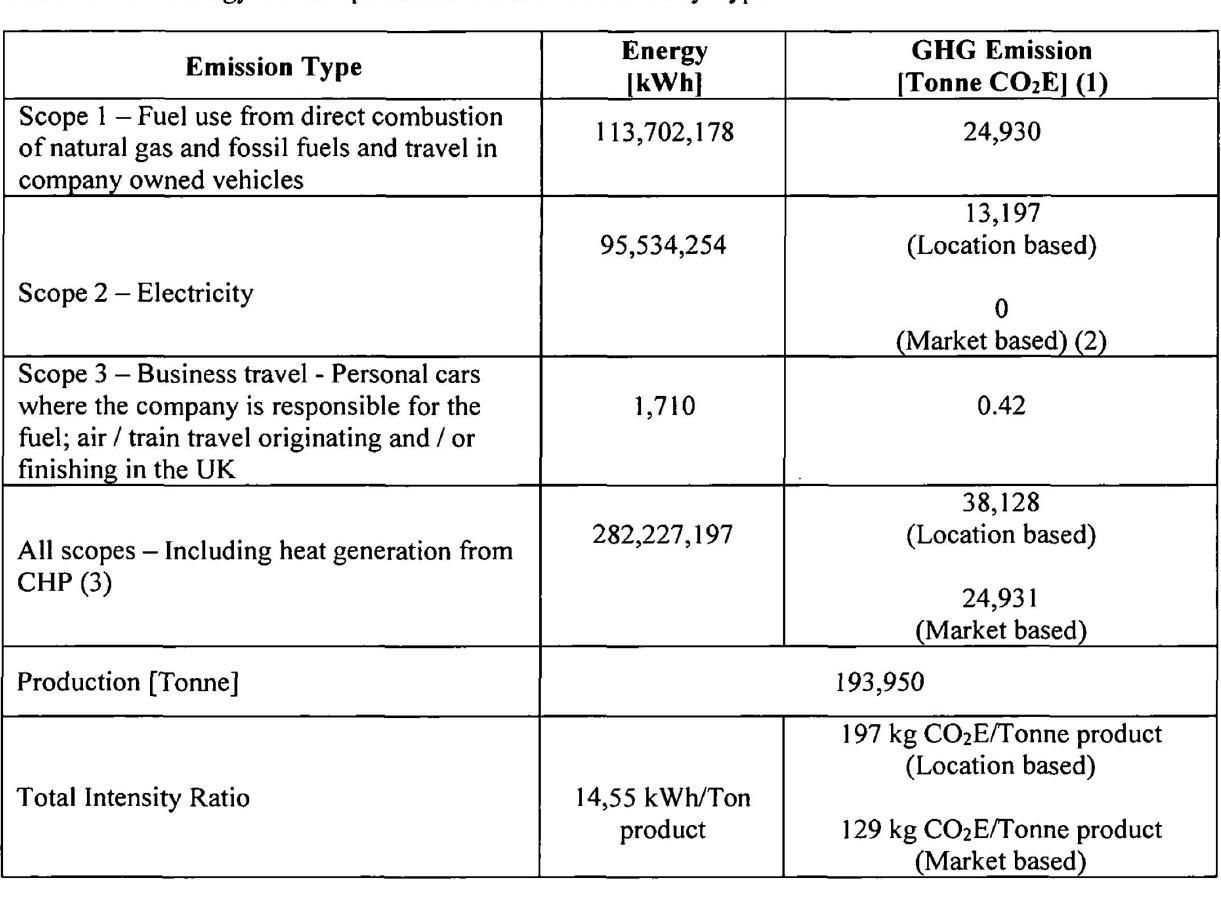 Emission Type
Energy
[kWh]
GHG Emission
[Tonne CO₂E] (1)
Scope 1 – Fuel use from direct combustion
of natural gas and fossil fuels and travel in
company owned vehicles
113,702,178
24,930
Scope 2 – Electricity
95,534,254
13,197
(Location based)
0
(Market based) (2)
Scope 3 – Business travel - Personal cars
where the company is responsible for the
fuel; air / train travel originating and / or
finishing in the UK
1,710
0.42
All scopes – Including heat generation from
CHP (3)
282,227,197
38,128
(Location based)
24,931
(Market based)
Production [Tonne]
193,950
Total Intensity Ratio
14,55 kWh/Ton
product
197 kg CO₂E/Tonne product
(Location based)
129 kg CO₂E/Tonne product
(Market based)